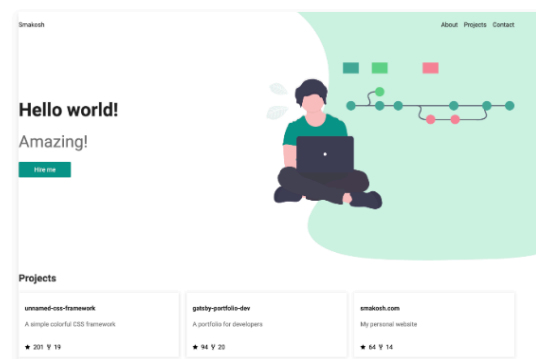 Smakosh
About Projects Contact
Hello world!
Amazing!
Hire me
Projects
unnamed-css-framework
A simple colorful CSS framework
201 19
gatsby-portfolio-dev
A portfolio for developers
94 20
smakosh.com
My personal website
64 14